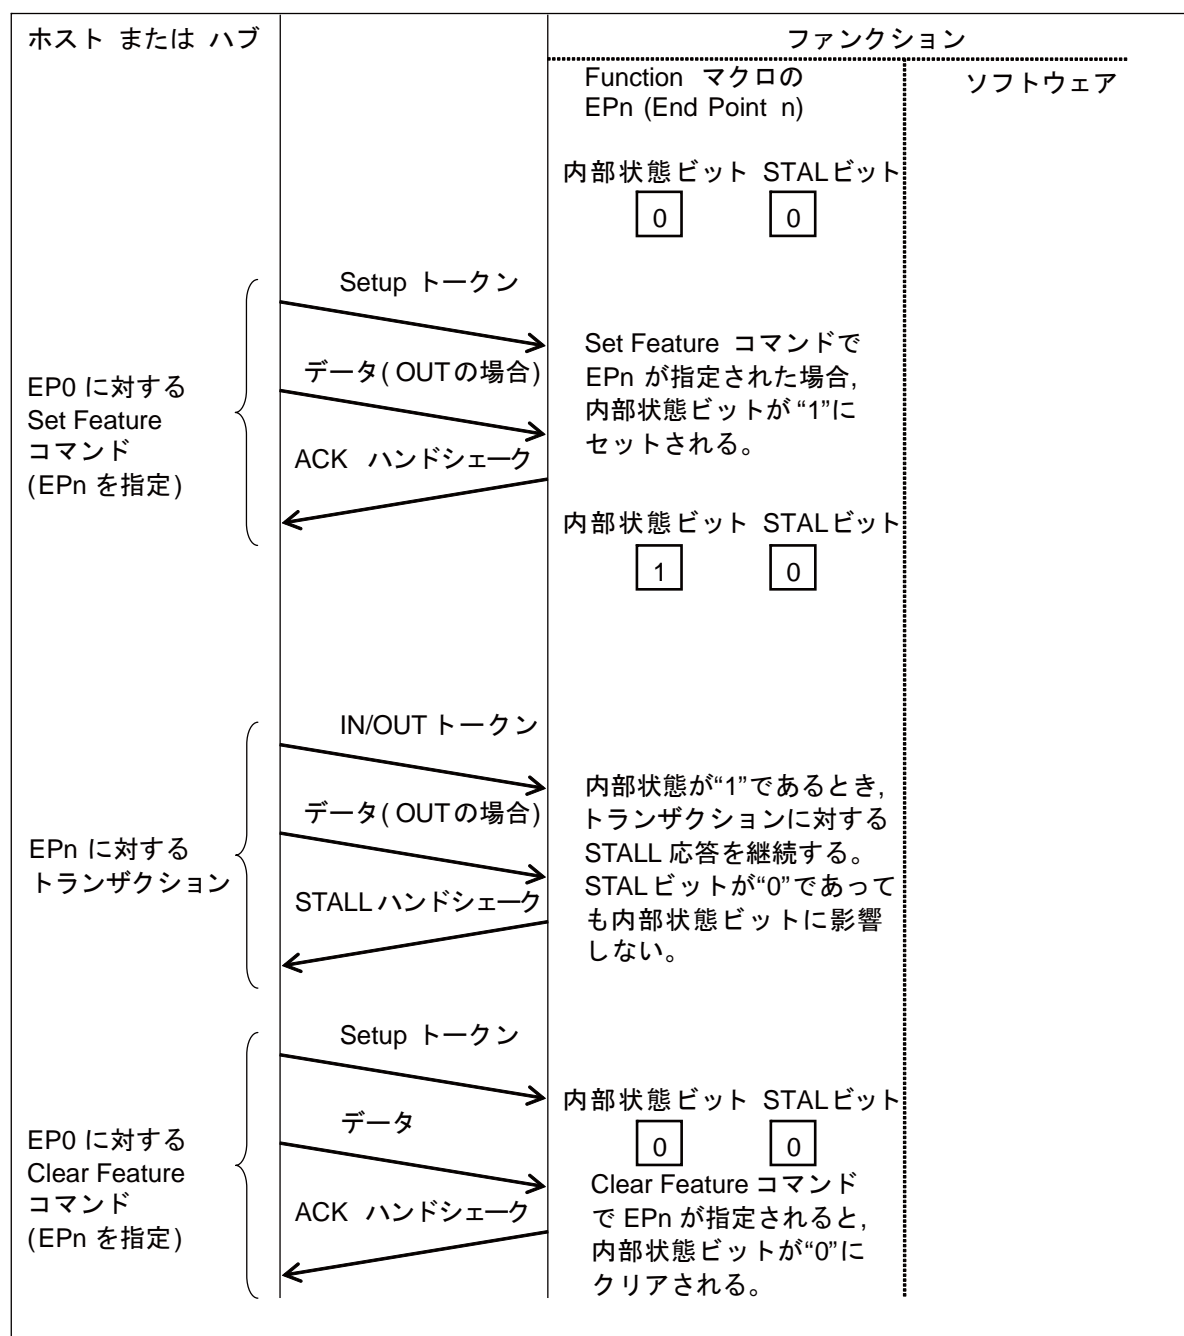 ホスト または ハブ
ファンクション
Function マクロの
EPn (End Point n)
ソフトウェア
内部状態ビット STALビット
0 0
Setup トークン
データ( OUTの場合)
ACK ハンドシェーク
EP0 に対する
Set Feature
コマンド
(EPn を指定)
Set Feature コマンドで
EPn が指定された場合,
内部状態ビットが “1”に
セットされる。
内部状態ビット STALビット
1 0
IN/OUT トークン
データ( OUTの場合)
STALL ハンドシェーク
EPn に対する
トランザクション
内部状態が“1”であるとき,
トランザクションに対する
STALL 応答を継続する。
STALビットが“0”であって
も内部状態ビットに影響
しない。
Setup トークン
データ
ACK ハンドシェーク
EP0 に対する
Clear Feature
コマンド
(EPn を指定)
内部状態ビット STALビット
0 0
Clear Feature コマンド
で EPn が指定されると,
内部状態ビットが“0”に
クリアされる。